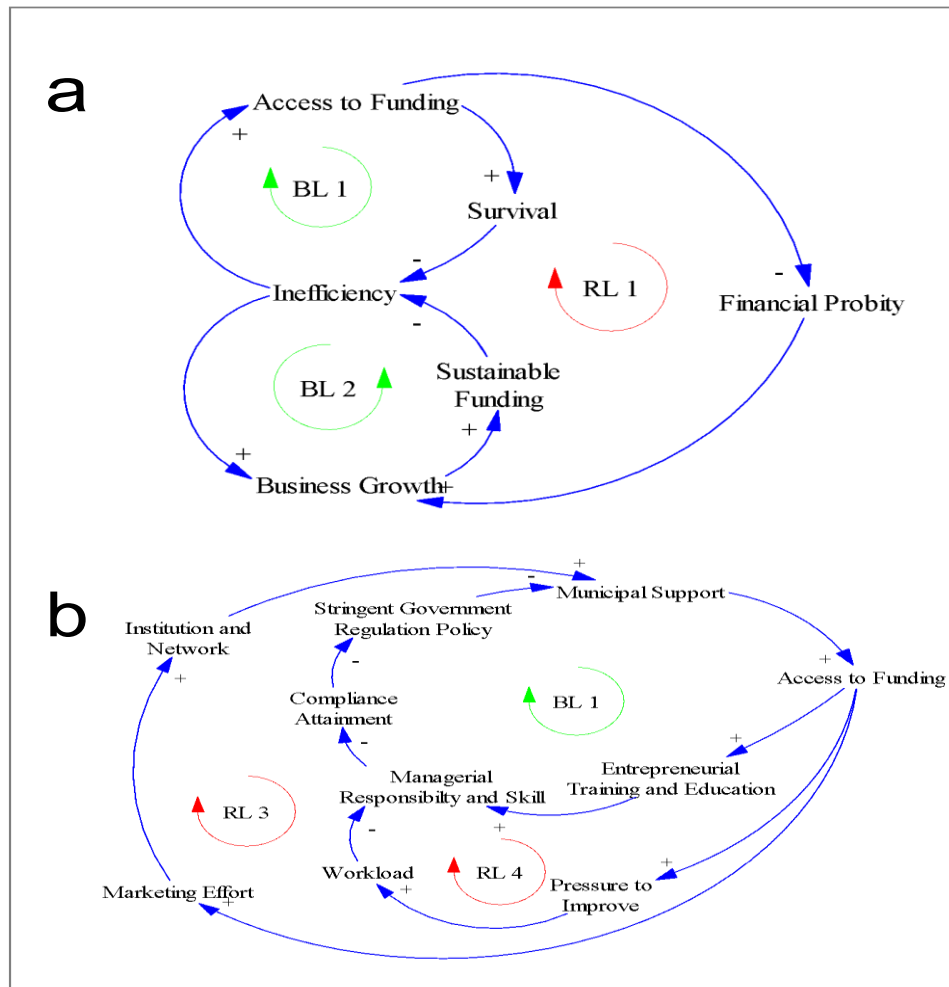 a
Access to Funding
+
BL 1
+
Survival
-
RL 1
-
Inefficiency
Financial Probity
-
BL 2
Sustainable
Funding
+
+
Business Growth
+
b
+
-
Municipal Support
Stringent Government
Regulation Policy
Institution and
Network
+
-
+
Access to Funding
Compliance
Attainment
BL 1
-
+
Entrepreneurial
Training and Education
Managerial
Responsibilty and Skill
RL 3
-
+
+
Workload
RL 4
+
Pressure to
Improve
Marketing Effort
+